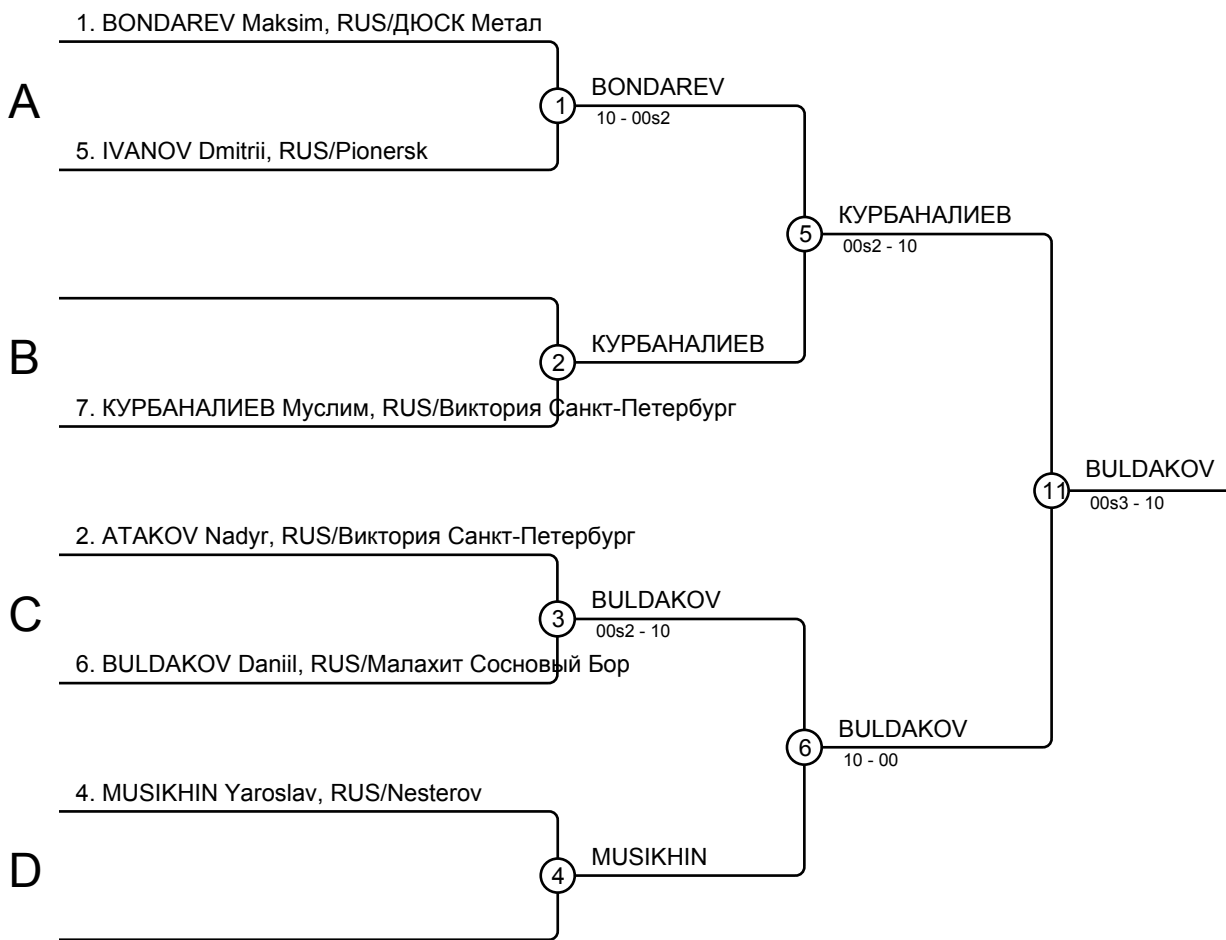 1. BONDAREV Maksim, RUS/ДЮСК Метал
A
1
BONDAREV
10 - 00s2
5. IVANOV Dmitrii, RUS/Pionersk
5
КУРБАНАЛИЕВ
00s2 - 10
B
2
КУРБАНАЛИЕВ
7. КУРБАНАЛИЕВ Муслим, RUS/Виктория Санкт-Петербург
11
BULDAKOV
00s3 - 10
2. ATAKOV Nadyr, RUS/Виктория Санкт-Петербург
C
3
BULDAKOV
00s2 - 10
6. BULDAKOV Daniil, RUS/Малахит Сосновый Бор
6
BULDAKOV
10 - 00
4. MUSIKHIN Yaroslav, RUS/Nesterov
D
4
MUSIKHIN